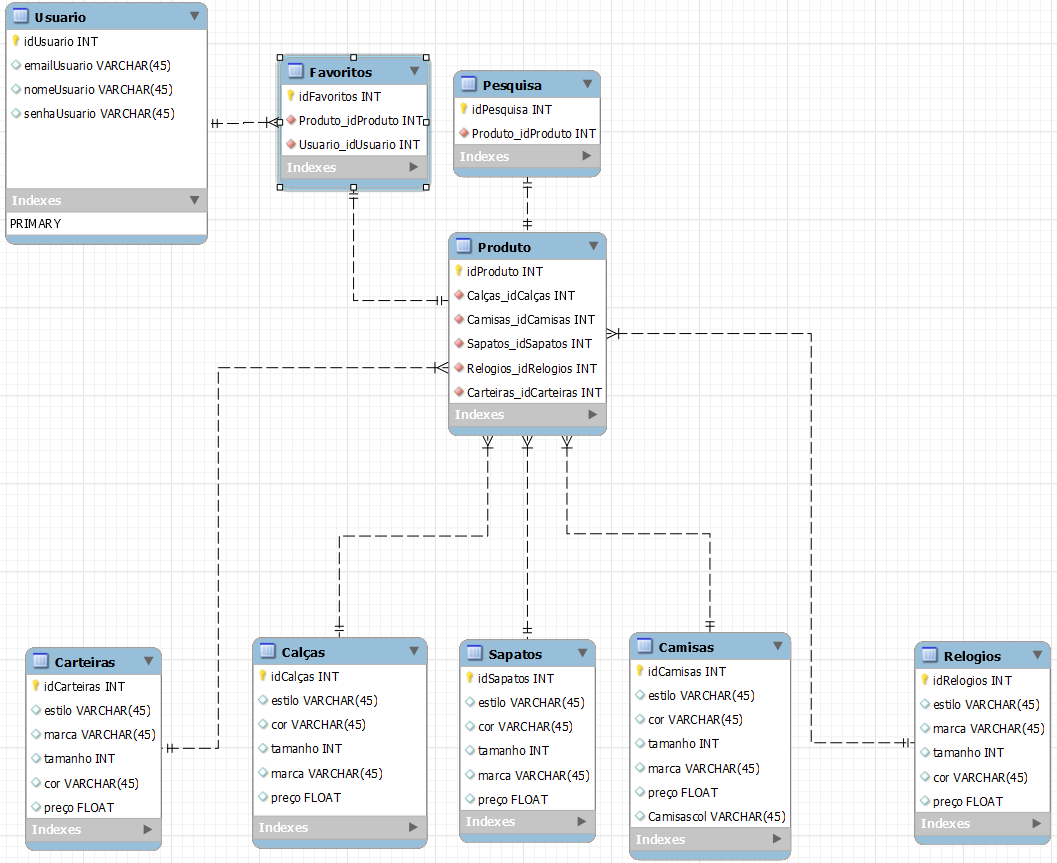 Usuario
idUsuario INT
emailUsuario VARCHAR(45)
nomeUsuario VARCHAR(45)
senhaUsuario VARCHAR(45)
Indexes
PRIMARY
Favoritos
idFavoritos INT
Produto_idProduto INT
Usuario_idUsuario INT
Indexes
Pesquisa
idPesquisa INT
Produto_idProduto INT
Indexes
Produto
idProduto INT
Calças_idCalças INT
Camisas_idCamisas INT
Sapatos_idSapatos INT
Relogios_idRelogios INT
Carteiras_idCarteiras INT
Indexes
Carteiras
idCarteiras INT
estilo VARCHAR(45)
marca VARCHAR(45)
tamanho INT
cor VARCHAR(45)
preço FLOAT
Indexes
Calças
idCalças INT
estilo VARCHAR(45)
cor VARCHAR(45)
tamanho INT
marca VARCHAR(45)
preço FLOAT
Indexes
Sapatos
idSapatos INT
estilo VARCHAR(45)
cor VARCHAR(45)
tamanho INT
marca VARCHAR(45)
preço FLOAT
Indexes
Camisas
idCamisas INT
estilo VARCHAR(45)
cor VARCHAR(45)
tamanho INT
marca VARCHAR(45)
preço FLOAT
Camisascol VARCHAR(45)
Indexes
Relogios
idRelogios INT
estilo VARCHAR(45)
marca VARCHAR(45)
tamanho INT
cor VARCHAR(45)
preço FLOAT
Indexes